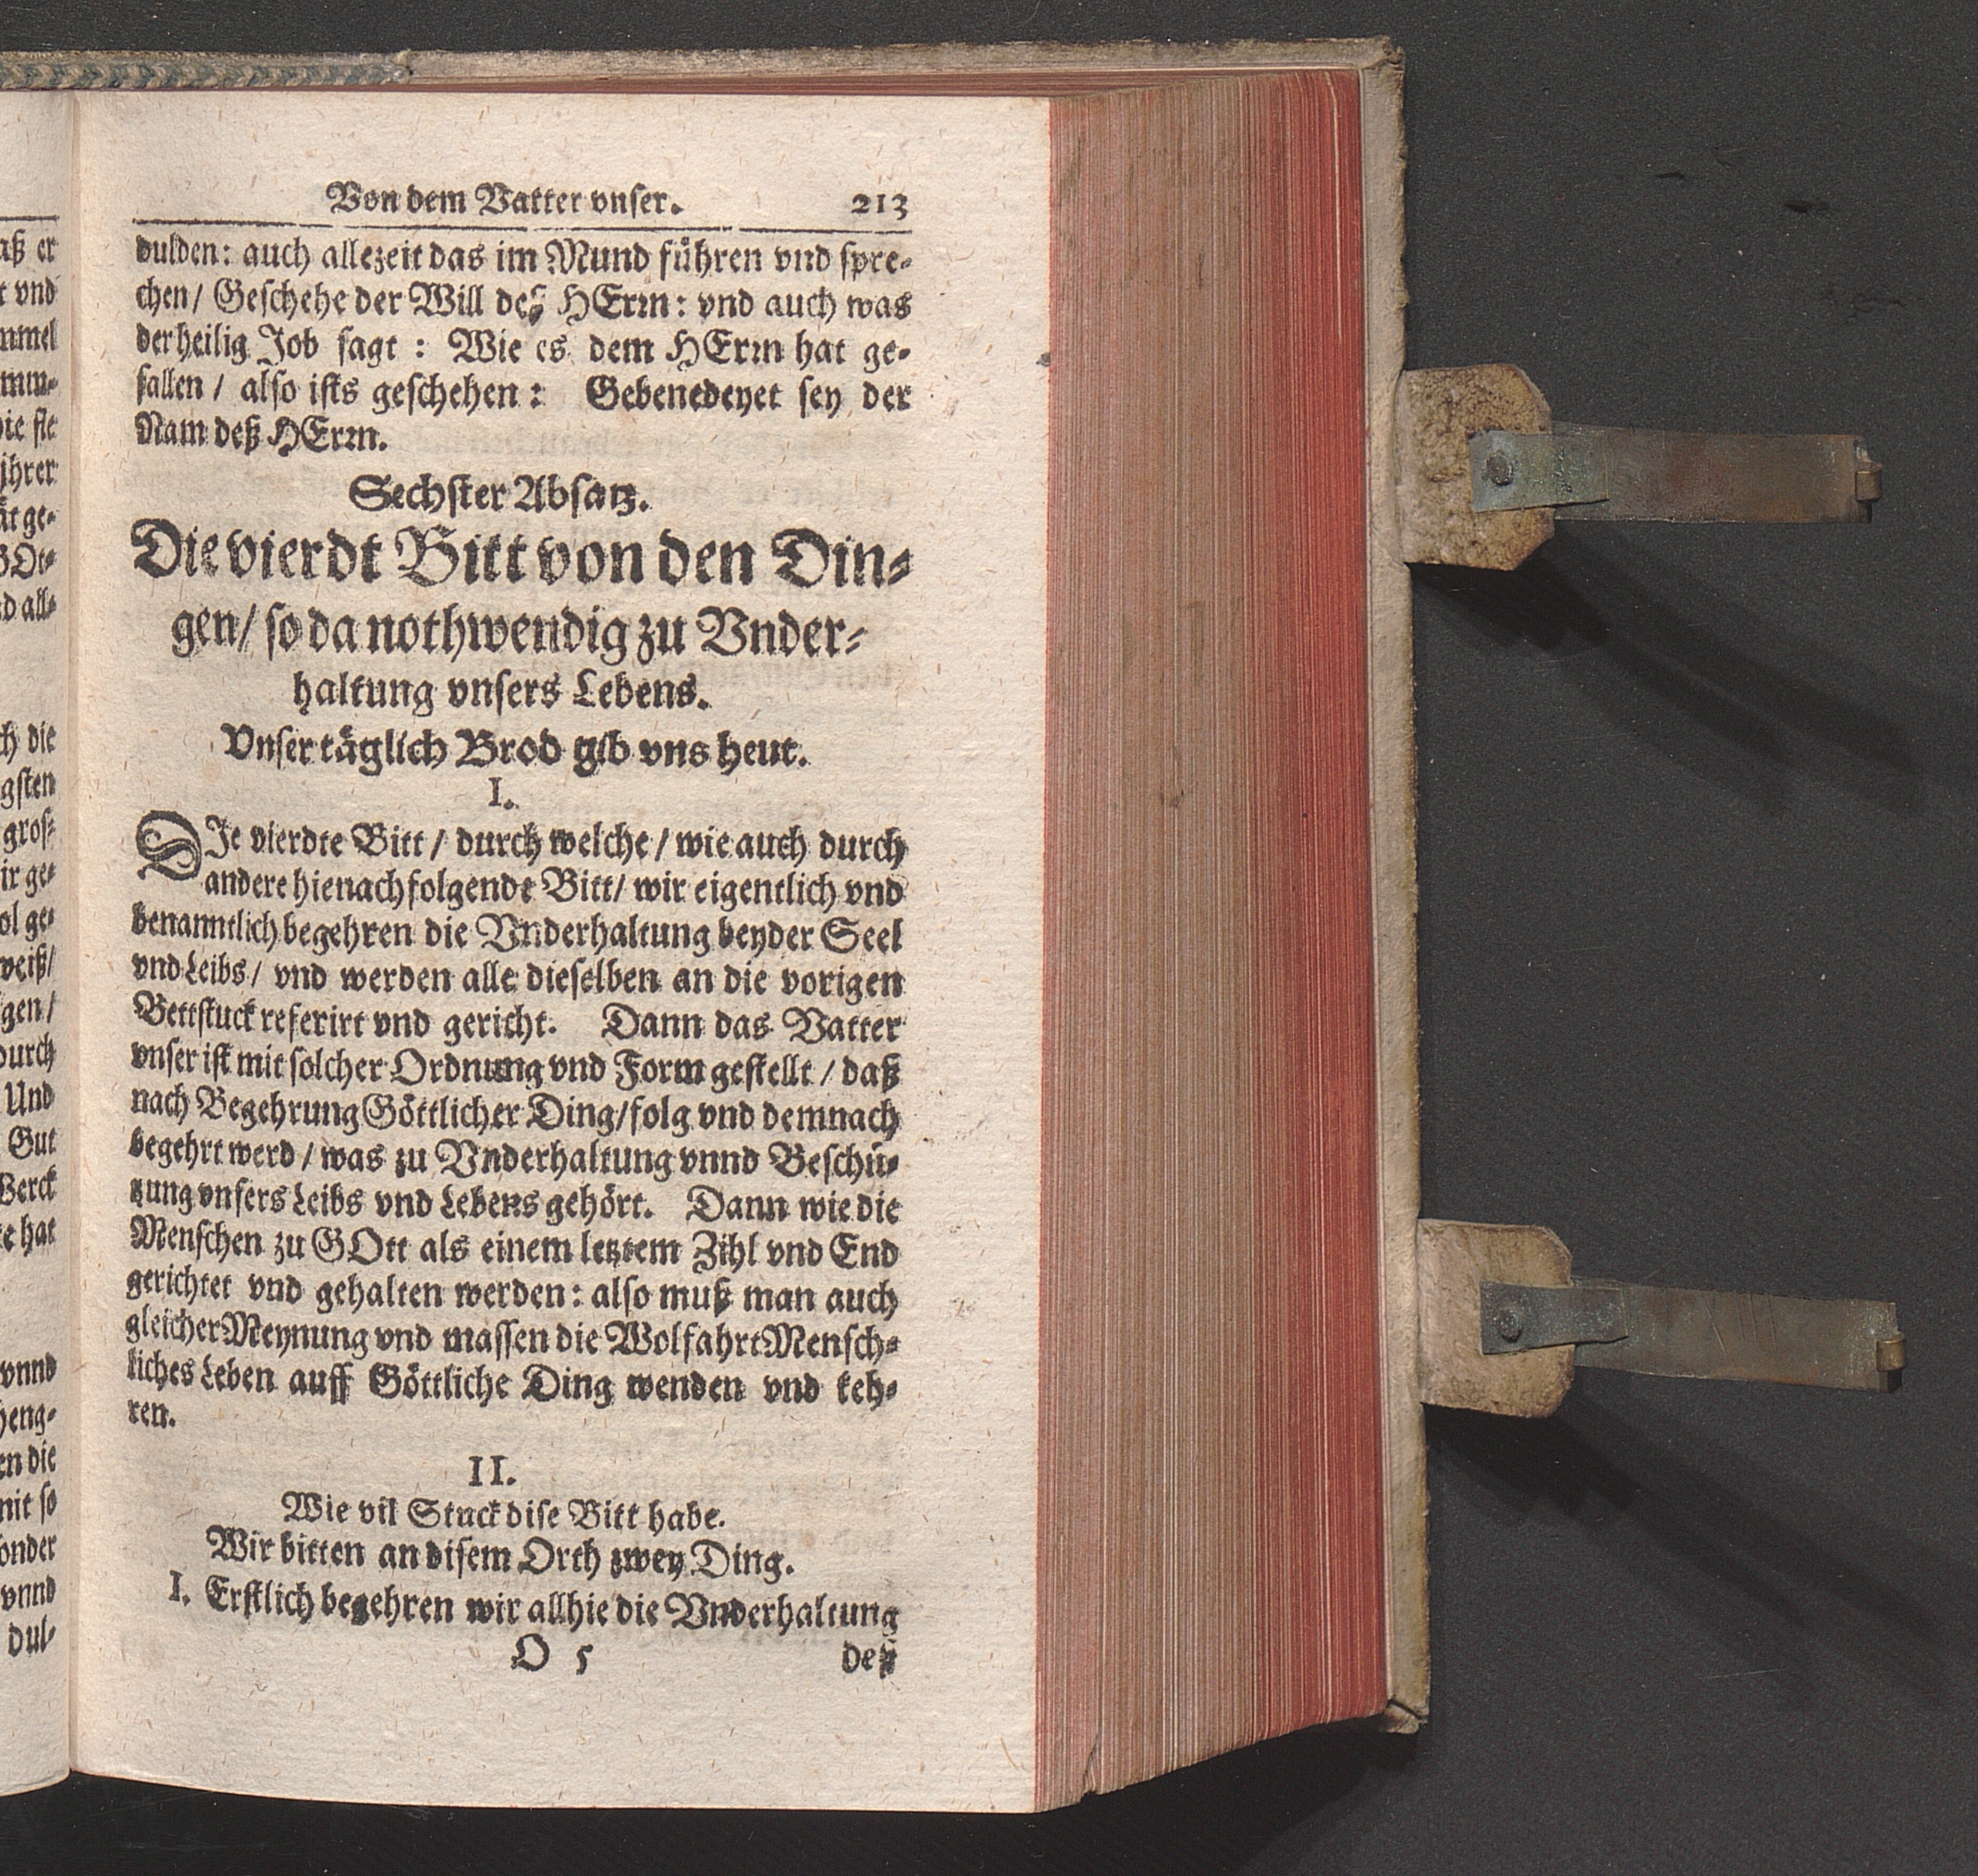 Von dem Vatter vnser. 213
dulden: auch allezeit das im Mund führen vnd spre-
chen/ Geschehe der Will deß HErrn: vnd auch was
der heilig Job sagt : Wie es dem HErrn hat ge-
fallen / also ists geschehen : Gebenedeyet sey der
Nam deß HErrn.
Sechster Absatz.
Die vierdt Bitt von den Din-
gen/ so da nothwendig zu Vnder-
haltung vnsers Lebens.
Vnser täglich Brod gib vns heut.
I.
DIe vierdte Bitt / durch welche / wie auch durch
andere hienachfolgende Bitt/ wir eigentlich vnd
benanntlich begehren die Vnderhaltung beyder Seel
vnd Leibs / vnd werden alle dieselben an die vorigen
Bettstuck referirt vnd gericht. Dann das Vatter
vnser ist mit solcher Ordnung vnd Form gestellt / daß
nach Begehrung Göttlicher Ding/folg vnd demnach
begehrt werd / was zu Vnderhaltung vnnd Beschü-
tzung vnsers Leibs vnd Lebens gehört. Dann wie die
Menschen zu GOtt als einem letztem Zihl vnd End
gerichtet vnd gehalten werden: also muß man auch
gleicher Meynung vnd massen die Wolfahrt Mensch-
liches Leben auff Göttliche Ding wenden vnd keh-
ren.
II.
Wie vil Stuck dise Bitt habe.
Wir bitten an disem Orth zwey Ding.
I. Erstlich begehren wir allhie die Vnderhaltung
O 5 deß